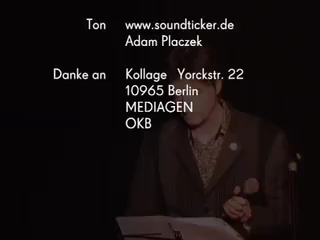 Ton www.soundticker.de
Adam Placzek
Danke an Kollage Yorckstr. 22
10965 Berlin
MEDIAGEN
OKB